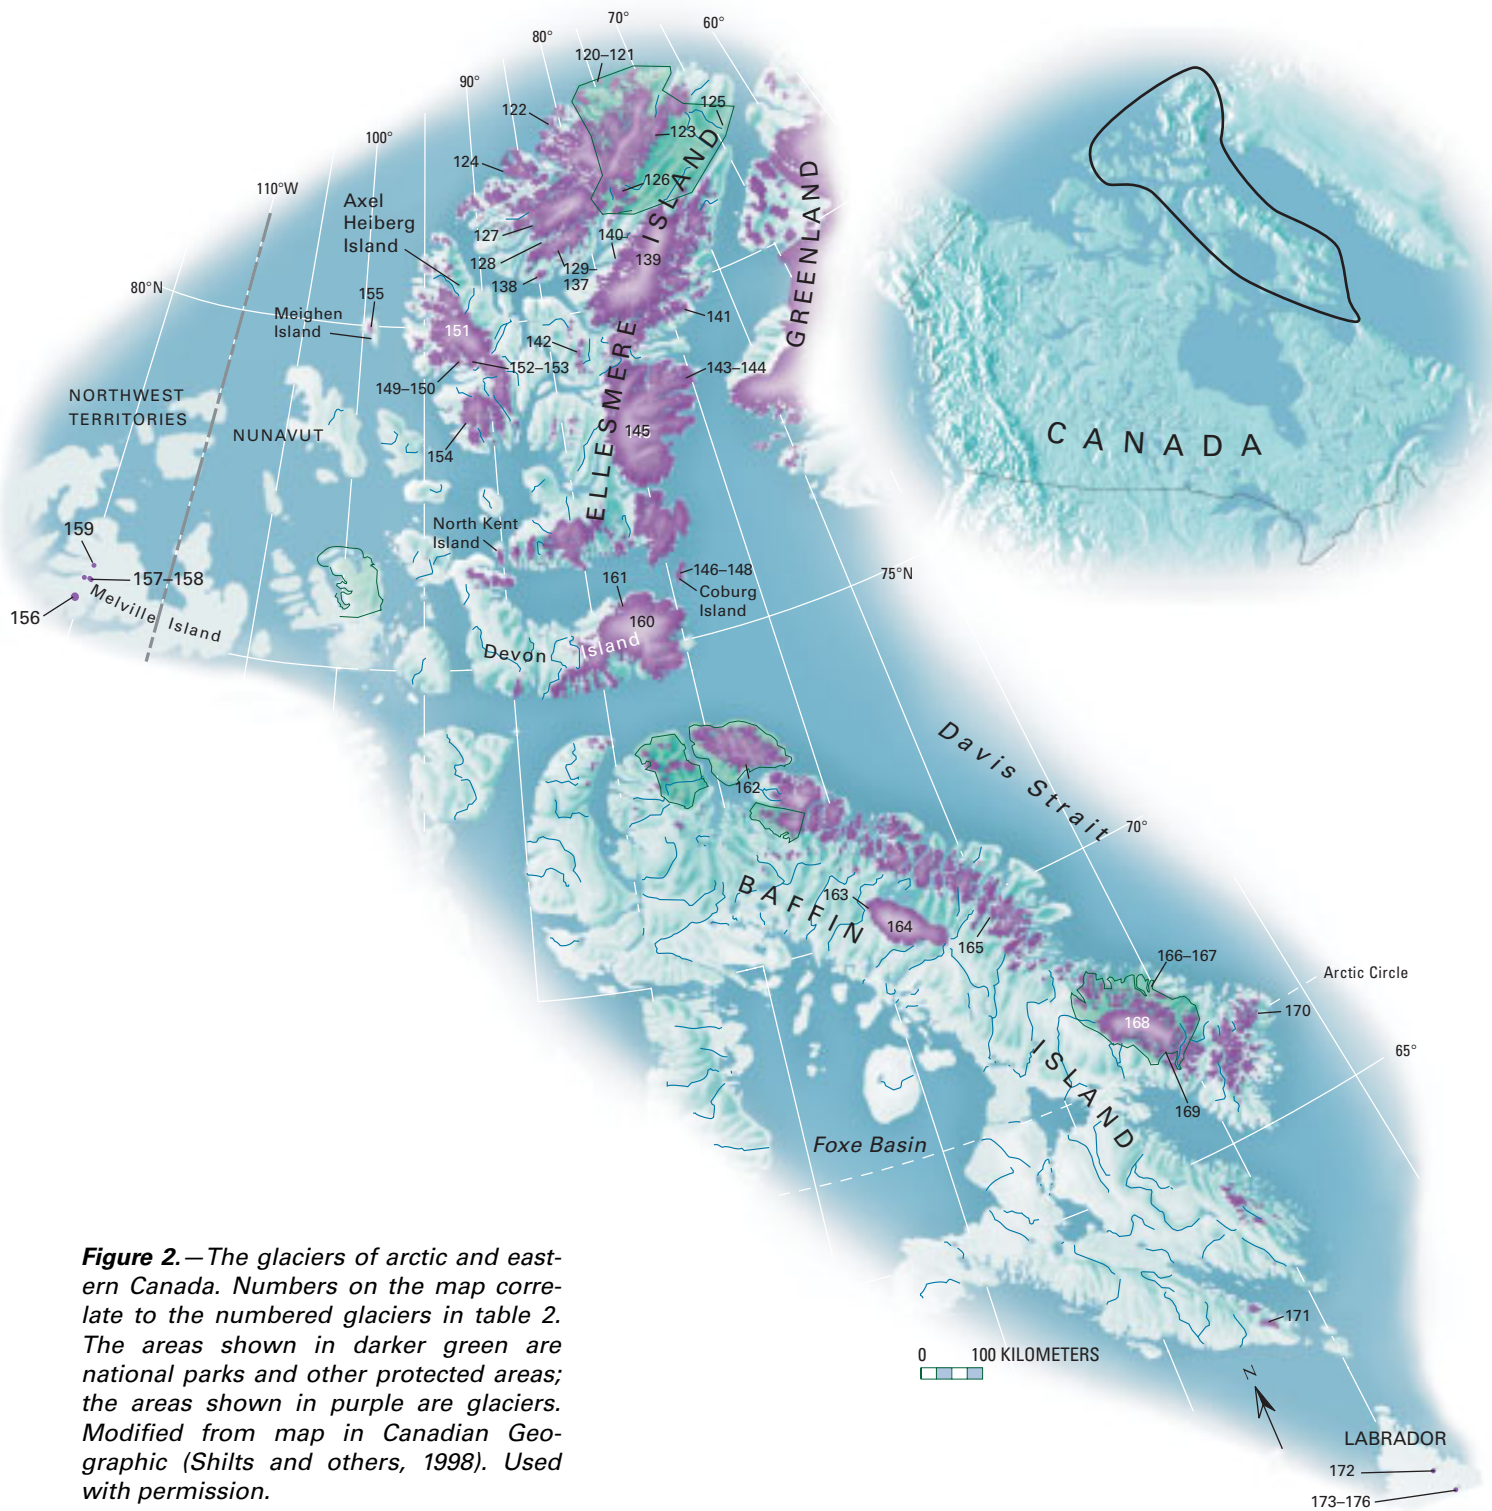 70°
60°
80°
120–121
90°
125
122
123
100°
124
126
110°W
Axel
Heiberg
Island
127
140
128
139
129–
137
138
80°N
155
Meighen
Island
141
151
142
152–153
143–144
149–150
NORTHWEST
TERRITORIES
NUNAVUT
145
154
ELLESMERE ISLAND
GREENLAND
CANADA
North Kent
Island
159
157–158
156
Melville Island
146–148
Coburg
Island
75°N
161
160
Devon Island
Davis Strait
162
70°
BAFFIN ISLAND
163
164
165
166–167
Arctic Circle
168
170
65°
169
Foxe Basin
171
0 100 KILOMETERS
N
LABRADOR
172
173–176
Figure 2.—The glaciers of arctic and east-
ern Canada. Numbers on the map corre-
late to the numbered glaciers in table 2.
The areas shown in darker green are
national parks and other protected areas;
the areas shown in purple are glaciers.
Modified from map in Canadian Geo-
graphic (Shilts and others, 1998). Used
with permission.